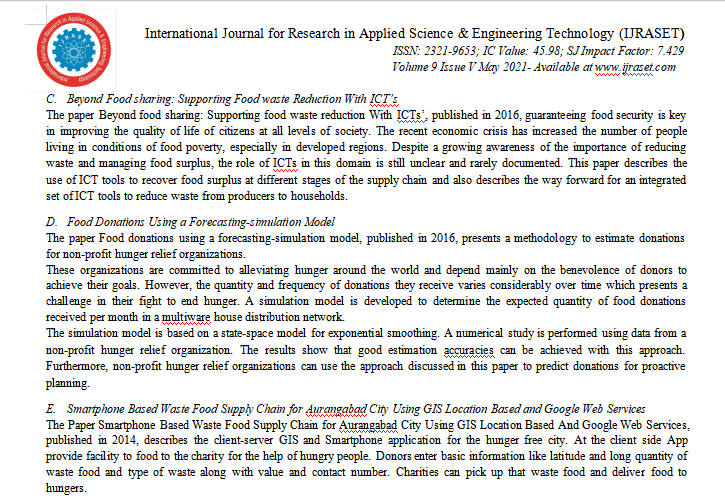 International Journal for Research in Applied Science & Engineering Technology (IJRASET)
ISSN: 2321-9653; IC Value: 45.98; SJ Impact Factor: 7.429
Volume 9 Issue V May 2021- Available at www.ijraset.com
C. Beyond Food sharing: Supporting Food waste Reduction With ICT's
The paper Beyond food sharing: Supporting food waste reduction With ICTs', published in 2016, guaranteeing food security is key
in improving the quality of life of citizens at all levels of society. The recent economic crisis has increased the number of people
living in conditions of food poverty, especially in developed regions. Despite a growing awareness of the importance of reducing
waste and managing food surplus, the role of ICTs in this domain is still unclear and rarely documented. This paper describes the
use of ICT tools to recover food surplus at different stages of the supply chain and also describes the way forward for an integrated
set of ICT tools to reduce waste from producers to households.
D. Food Donations Using a Forecasting-simulation Model
The paper Food donations using a forecasting-simulation model, published in 2016, presents a methodology to estimate donations
for non-profit hunger relief organizations.
These organizations are committed to alleviating hunger around the world and depend mainly on the benevolence of donors to
achieve their goals. However, the quantity and frequency of donations they receive varies considerably over time which presents a
challenge in their fight to end hunger. A simulation model is developed to determine the expected quantity of food donations
received per month in a multiware house distribution network.
The simulation model is based on a state-space model for exponential smoothing. A numerical study is performed using data from a
non-profit hunger relief organization. The results show that good estimation accuracies can be achieved with this approach.
Furthermore, non-profit hunger relief organizations can use the approach discussed in this paper to predict donations for proactive
planning.
E. Smartphone Based Waste Food Supply Chain for Aurangabad City Using GIS Location Based and Google Web Services
The Paper Smartphone Based Waste Food Supply Chain for Aurangabad City Using GIS Location Based And Google Web Services,
published in 2014, describes the client-server GIS and Smartphone application for the hunger free city. At the client side App
provide facility to food to the charity for the help of hungry people. Donors enter basic information like latitude and long quantity of
waste food and type of waste along with value and contact number. Charities can pick up that waste food and deliver food to
hungers.